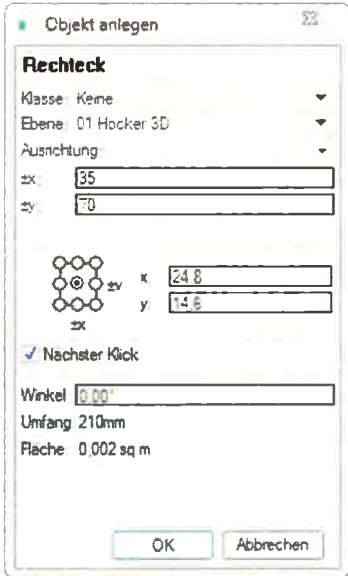 Objekt anlegen
Rechteck
Klasse: Keine
Ebene: 01 Hocker 3D
Ausrichtung:
±x: 35
±y: 70
±y x: 24,8
y: 14,6
±x
Nächster Klick
Winkel: 0,00°
Umfang: 210mm
Fläche: 0,002 sq m
OK Abbrechen